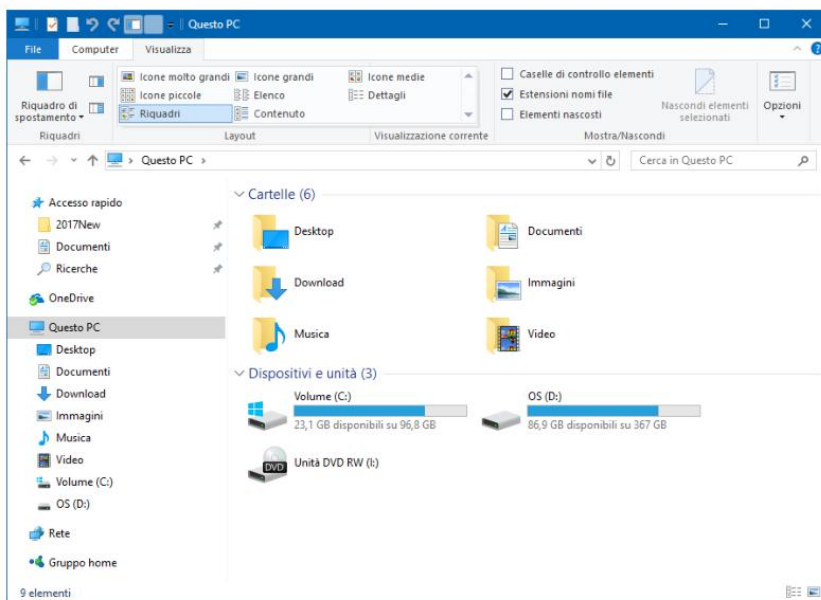 Questo PC
File Computer Visualizza
Riquadro di spostamento
Riquadri
Icone molto grandi Icone grandi Icone medie
Icone piccole Elenco Dettagli
Riquadri Contenuto
Layout
Visualizzazione corrente
Caselle di controllo elementi
Estensioni nomi file
Elementi nascosti
Nascondi elementi selezionati
Mostra/Nascondi
Opzioni
Questo PC
Cerca in Questo PC
Accesso rapido
2017New
Documenti
Ricerche
OneDrive
Questo PC
Desktop
Documenti
Download
Immagini
Musica
Video
Volume (C:)
OS (D:)
Rete
Gruppo home
Cartelle (6)
Desktop Documenti
Download Immagini
Musica Video
Dispositivi e unità (3)
Volume (C:)
23,1 GB disponibili su 96,8 GB
OS (D:)
86,9 GB disponibili su 367 GB
DVD
Unità DVD RW (I:)
9 elementi